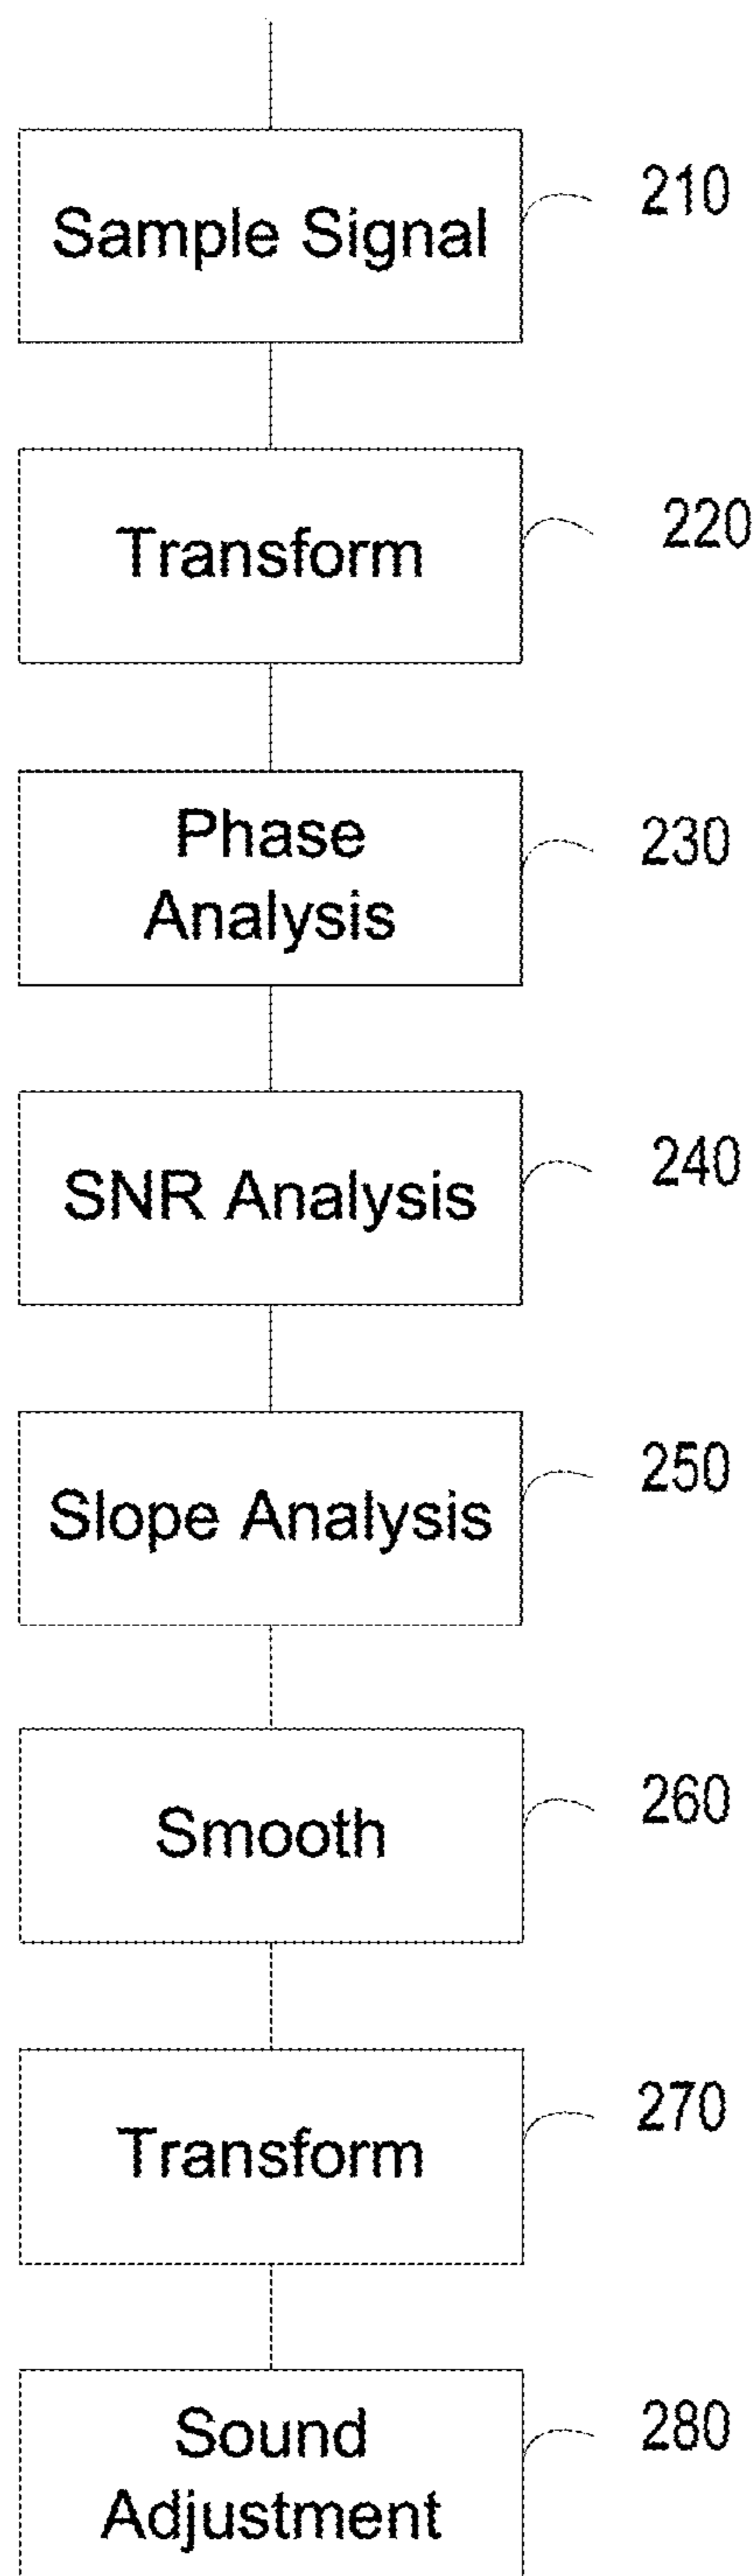 Sample Signal
210
Transform
220
Phase
Analysis
230
SNR Analysis
240
Slope Analysis
250
Smooth
260
Transform
270
Sound
Adjustment
280